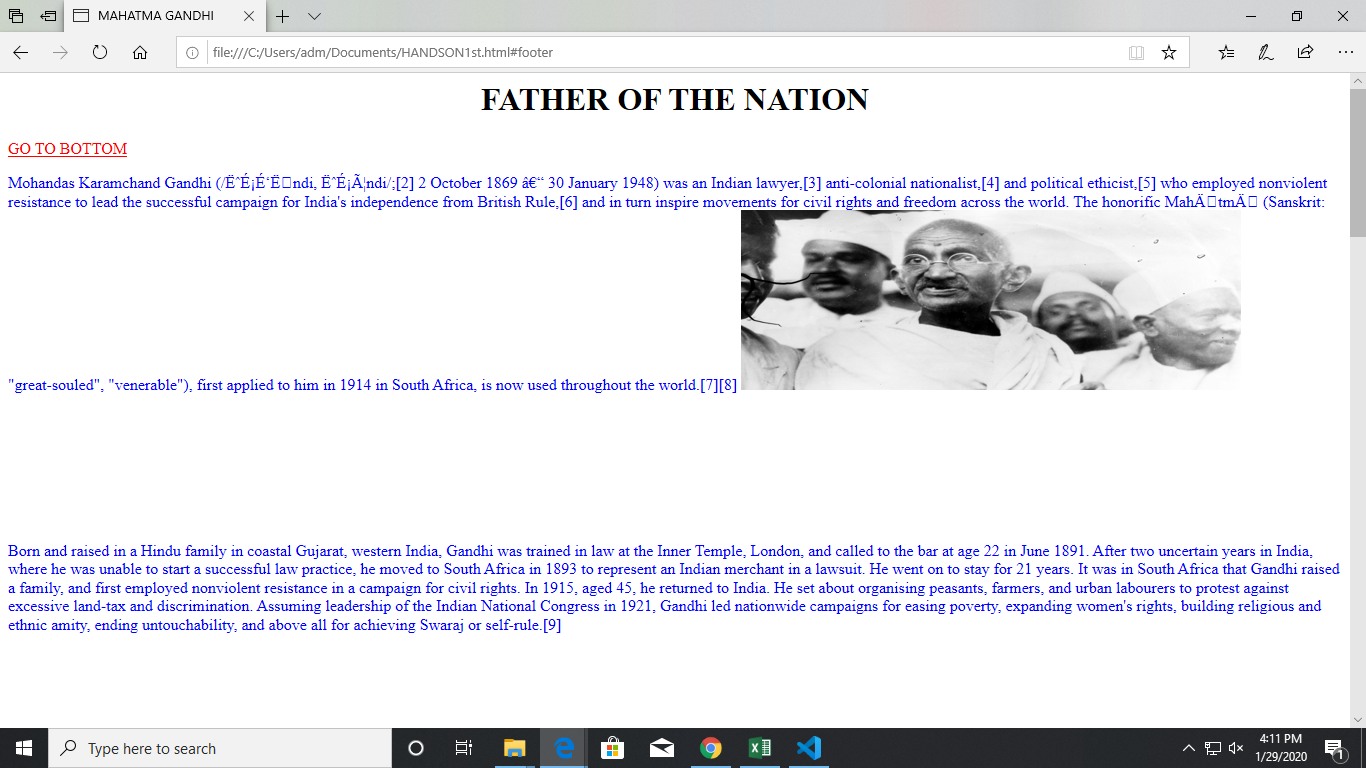 MAHATMA GANDHI
file:///C:/Users/adm/Documents/HANDSON1st.html#footer
FATHER OF THE NATION
GO TO BOTTOM
Mohandas Karamchand Gandhi (/ËˆÉ¡É‘Ë□ndi, ËˆÉ¡Ã¦ndi/;[2] 2 October 1869 â€“ 30 January 1948) was an Indian lawyer,[3] anti-colonial nationalist,[4] and political ethicist,[5] who employed nonviolent
resistance to lead the successful campaign for India's independence from British Rule,[6] and in turn inspire movements for civil rights and freedom across the world. The honorific MahÄ□tmÄ□ (Sanskrit:
"great-souled", "venerable"), first applied to him in 1914 in South Africa, is now used throughout the world.[7][8]
Born and raised in a Hindu family in coastal Gujarat, western India, Gandhi was trained in law at the Inner Temple, London, and called to the bar at age 22 in June 1891. After two uncertain years in India,
where he was unable to start a successful law practice, he moved to South Africa in 1893 to represent an Indian merchant in a lawsuit. He went on to stay for 21 years. It was in South Africa that Gandhi raised
a family, and first employed nonviolent resistance in a campaign for civil rights. In 1915, aged 45, he returned to India. He set about organising peasants, farmers, and urban labourers to protest against
excessive land-tax and discrimination. Assuming leadership of the Indian National Congress in 1921, Gandhi led nationwide campaigns for easing poverty, expanding women's rights, building religious and
ethnic amity, ending untouchability, and above all for achieving Swaraj or self-rule.[9]
Type here to search
4:11 PM
1/29/2020
1